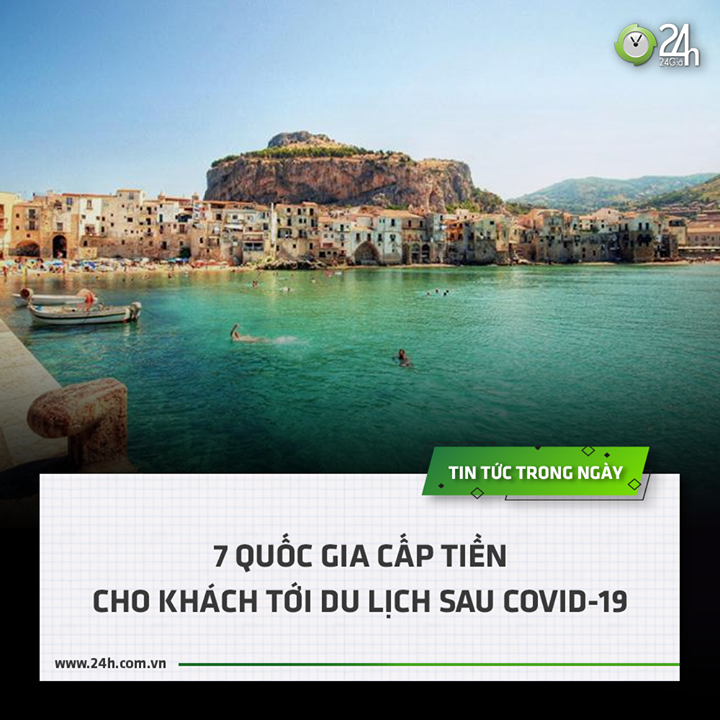 24h
24Giờ
TIN TỨC TRONG NGÀY
7 QUỐC GIA CẤP TIỀN
CHO KHÁCH TỚI DU LỊCH SAU COVID-19
www.24h.com.vn